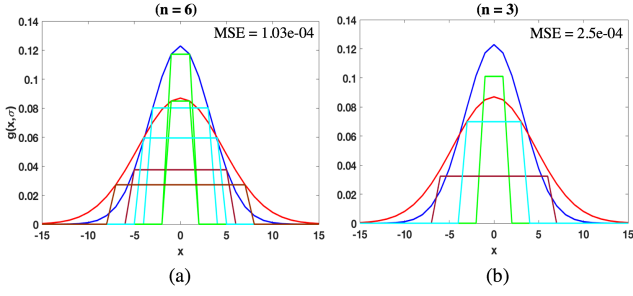 (n = 6)
MSE = 1.03e-04
0.14
0.12
0.1
0.08
0.06
0.04
0.02
0
g(x,σ)
-15 -10 -5 0 5 10 15
x
(a)
(n = 3)
MSE = 2.5e-04
0.14
0.12
0.1
0.08
0.06
0.04
0.02
0
-15 -10 -5 0 5 10 15
x
(b)